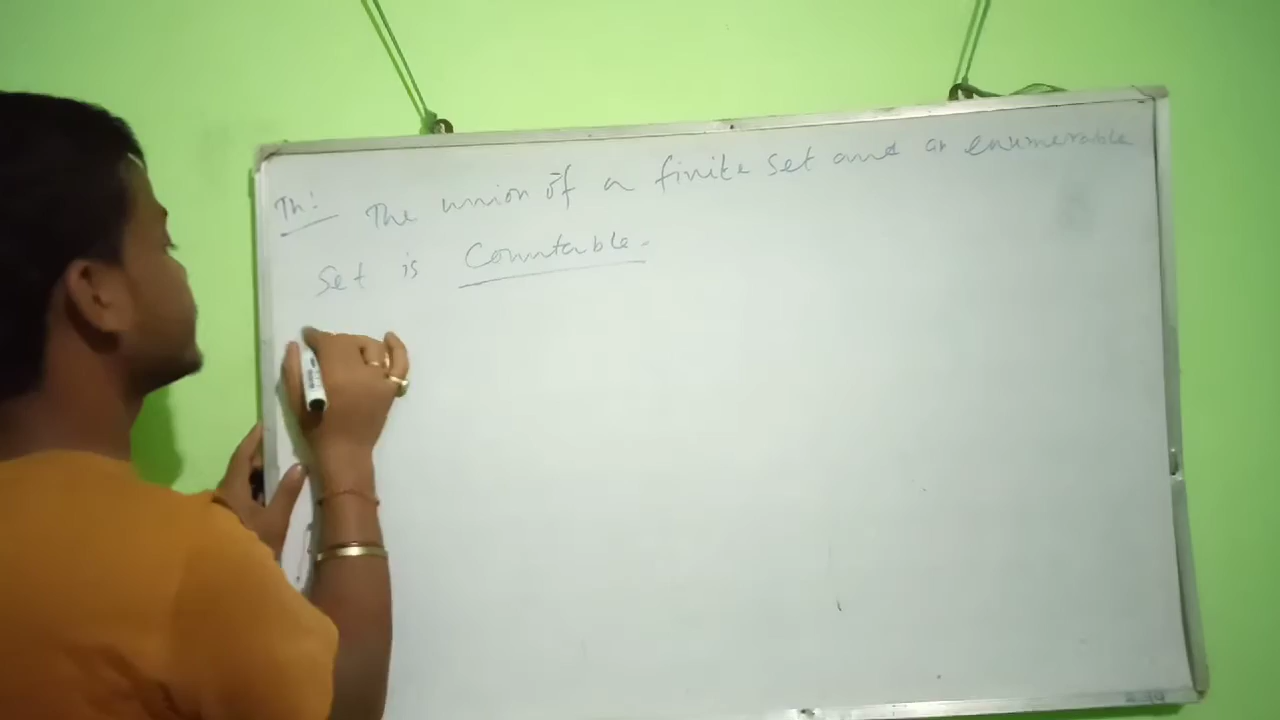 Th: The union of a finite set and an enumerable
Set is Countable.